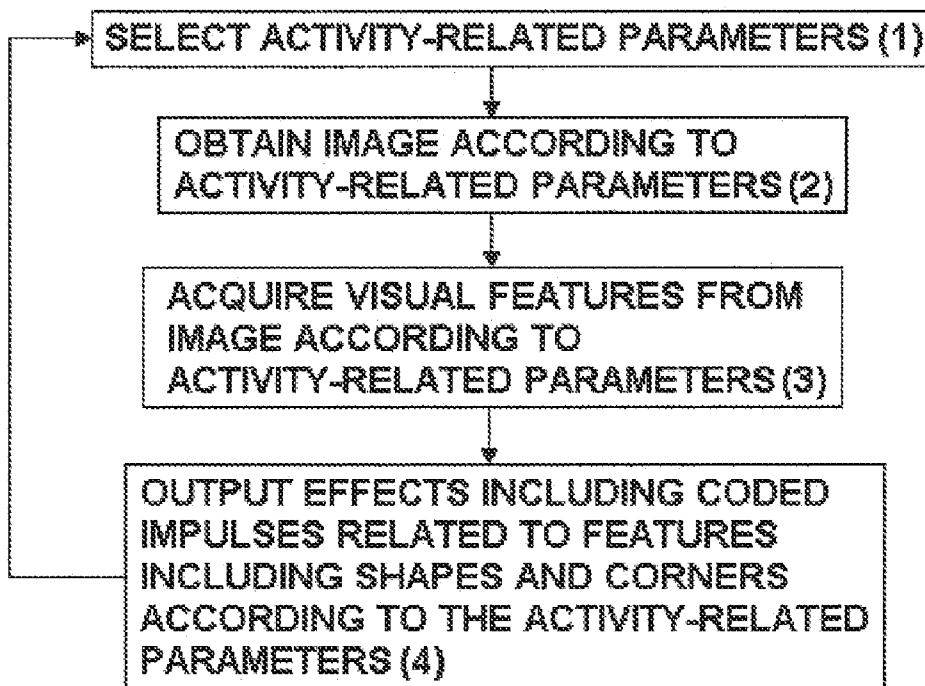 SELECT ACTIVITY-RELATED PARAMETERS (1)
OBTAIN IMAGE ACCORDING TO
ACTIVITY-RELATED PARAMETERS (2)
ACQUIRE VISUAL FEATURES FROM
IMAGE ACCORDING TO
ACTIVITY-RELATED PARAMETERS (3)
OUTPUT EFFECTS INCLUDING CODED
IMPULSES RELATED TO FEATURES
INCLUDING SHAPES AND CORNERS
ACCORDING TO THE ACTIVITY-RELATED
PARAMETERS (4)